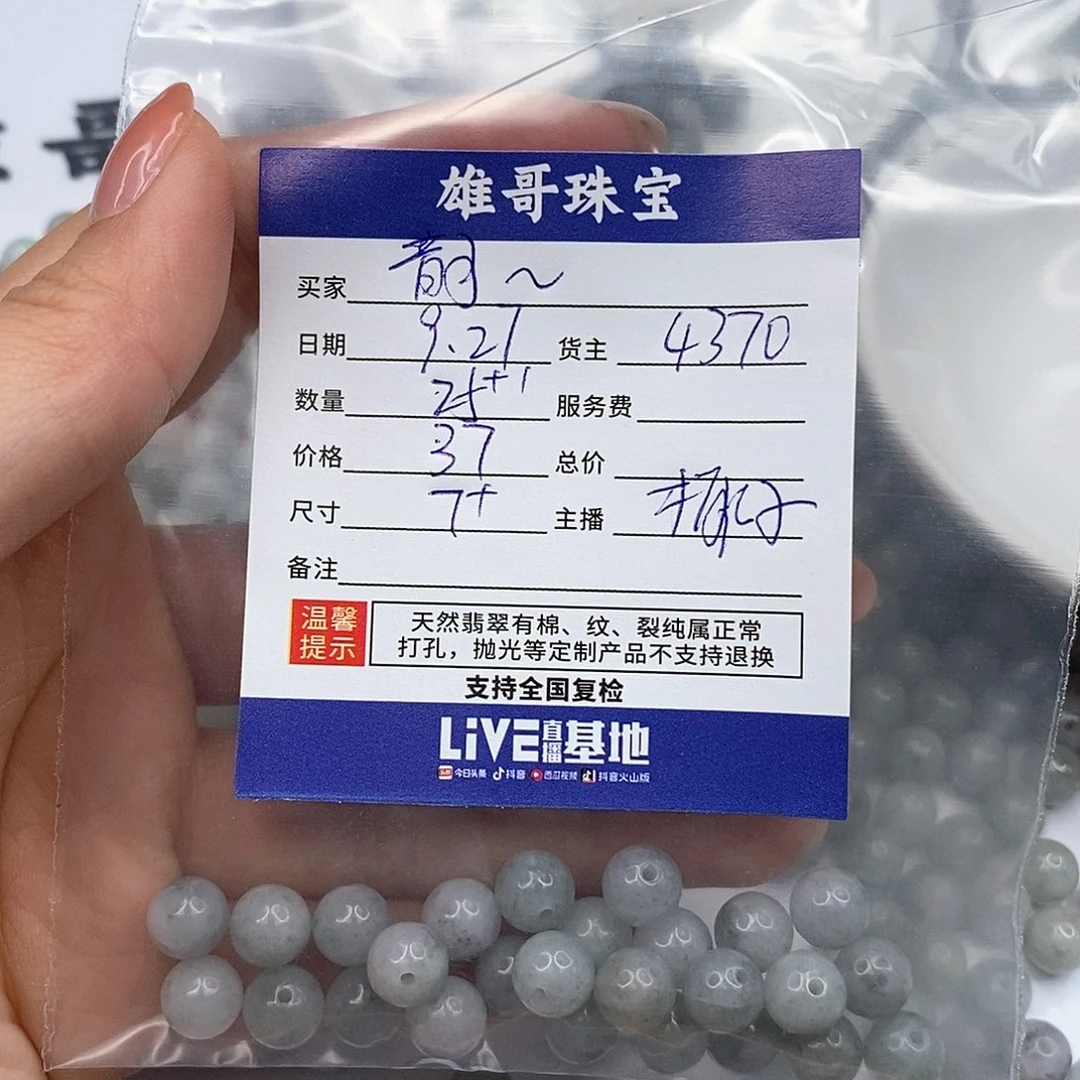 哥
雄哥珠宝
买家 韵~
日期 9.27 货主 4370
数量 25+1 服务费
价格 37 总价
尺寸 7+ 主播
备注
温馨提示 天然翡翠有棉、纹、裂纯属正常
打孔，抛光等定制产品不支持退换
支持全国复检
LiVE直播基地
今日头条 抖音 西瓜视频 抖音火山版